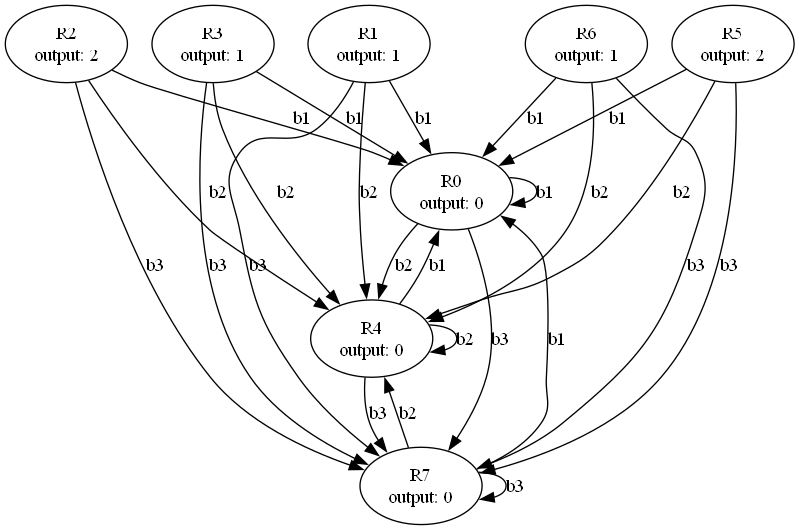 R2
output: 2
R3
output: 1
R1
output: 1
R6
output: 1
R5
output: 2
b1
b1
b1
b1
b1
R0
output: 0
b1
b2
b2
b2
b2
b2
b3
b3
b3
b2
b1
b3
b3
R4
output: 0
b2
b3
b1
b3
b2
R7
output: 0
b3